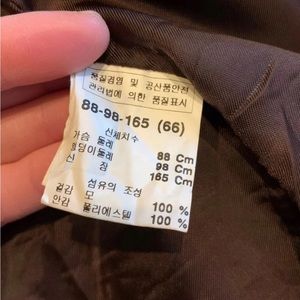 품질경영 및 공산품안전
관리법에 의한 품질표시
88-98-165 (66)
신체치수
가슴 둘레 88 Cm
엉덩이둘레 98 Cm
신 장 165 Cm
섬유의 조성
겉감 모 100 %
안감 폴리에스텔 100 %